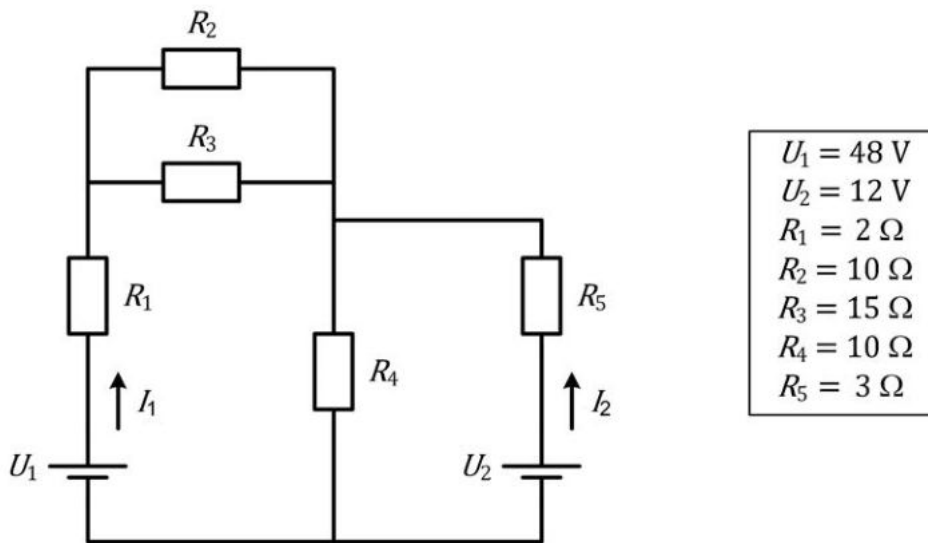 R2
R3
R1
R4
R5
I1
I2
U1
U2
U1 = 48 V
U2 = 12 V
R1 = 2 Ω
R2 = 10 Ω
R3 = 15 Ω
R4 = 10 Ω
R5 = 3 Ω